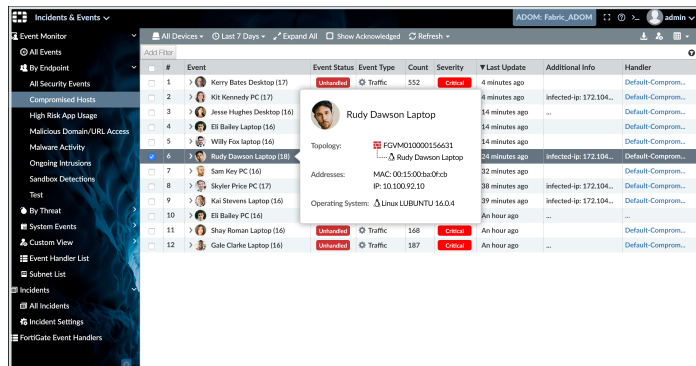 Incidents & Events
ADOM: Fabric_ADOM
admin
Event Monitor
All Devices
Last 7 Days
Expand All
Show Acknowledged
Refresh
All Events
Add Filter
By Endpoint
# Event Event Status Event Type Count Severity Last Update Additional Info Handler
All Security Events
Compromised Hosts
High Risk App Usage
Malicious Domain/URL Access
Malware Activity
Ongoing Intrusions
Sandbox Detections
Test
By Threat
System Events
Custom View
Event Handler List
Subnet List
Incidents
All Incidents
Incident Settings
FortiGate Event Handlers
1 Kerry Bates Desktop (17) Unhandled Traffic 552 Critical 4 minutes ago Default-Comprom...
2 Kit Kennedy PC (17) 4 minutes ago infected-ip: 172.104... Default-Comprom...
3 Jesse Hughes Desktop (16) 14 minutes ago ... Default-Comprom...
4 Eli Bailey Laptop (16) 14 minutes ago Default-Comprom...
5 Willy Fox laptop (16) 14 minutes ago Default-Comprom...
6 Rudy Dawson Laptop (18) 24 minutes ago infected-ip: 172.104... Default-Comprom...
7 Sam Key PC (16) 32 minutes ago Default-Comprom...
8 Skyler Price PC (17) 38 minutes ago infected-ip: 172.104... Default-Comprom...
9 Kai Stevens Laptop (16) 39 minutes ago infected-ip: 172.104... Default-Comprom...
10 Eli Bailey PC (16) An hour ago ... ...
11 Shay Roman Laptop (16) Unhandled Traffic 168 Critical An hour ago Default-Comprom...
12 Gale Clarke Laptop (16) Unhandled Traffic 187 Critical An hour ago ... Default-Comprom...
Rudy Dawson Laptop
Topology: FGVM010000156631
Rudy Dawson Laptop
Addresses: MAC: 00:15:00:ba:0f:cb
IP: 10.100.92.10
Operating System: Linux LUBUNTU 16.0.4